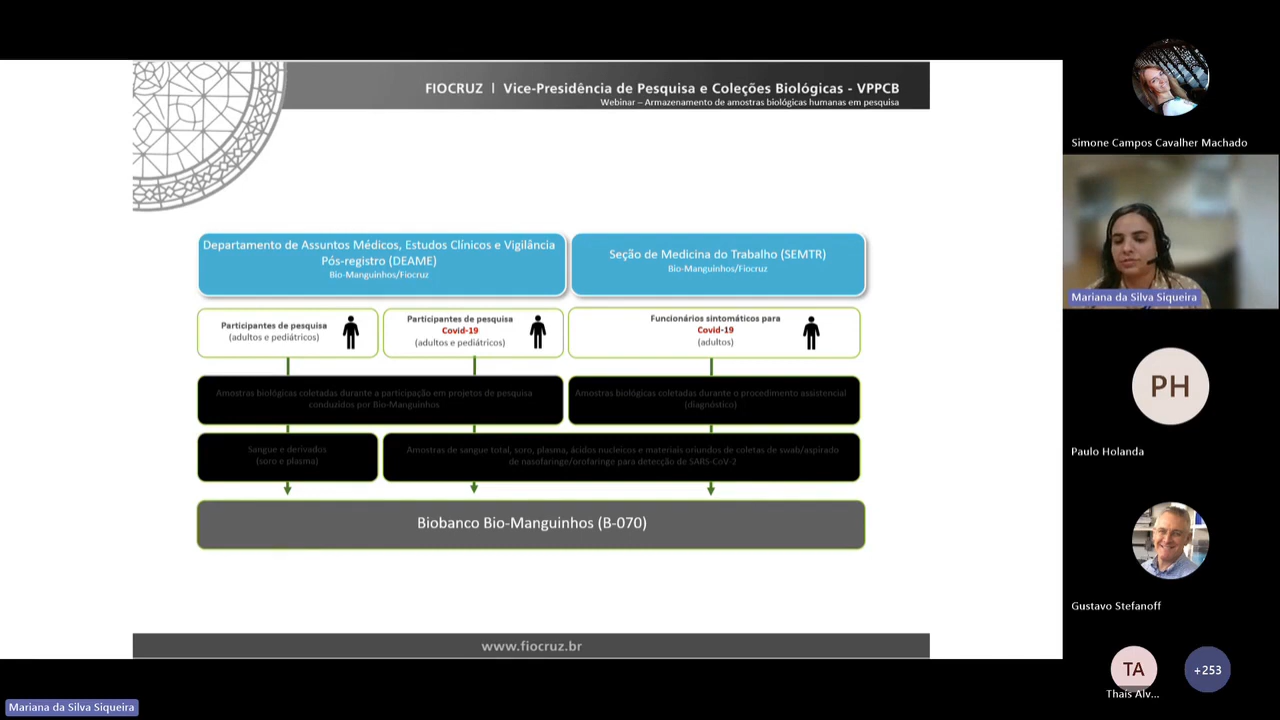 FIOCRUZ | Vice-Presidência de Pesquisa e Coleções Biológicas - VPPCB
Webinar – Armazenamento de amostras biológicas humanas em pesquisa
Departamento de Assuntos Médicos, Estudos Clínicos e Vigilância
Pós-registro (DEAME)
Bio-Manguinhos/Fiocruz
Seção de Medicina do Trabalho (SEMTR)
Bio-Manguinhos/Fiocruz
Participantes de pesquisa
(adultos e pediátricos)
Participantes de pesquisa
Covid-19
(adultos e pediátricos)
Funcionários sintomáticos para
Covid-19
(adultos)
Amostras biológicas coletadas durante a participação em projetos de pesquisa
conduzidos por Bio-Manguinhos
Amostras biológicas coletadas durante o procedimento assistencial
(diagnóstico)
Sangue e derivados
(soro e plasma)
Amostras de sangue total, soro, plasma, ácidos nucleicos e materiais oriundos de coletas de swab/aspirado
de nasofaringe/orofaringe para detecção de SARS-CoV-2
Biobanco Bio-Manguinhos (B-070)
www.fiocruz.br
Simone Campos Cavalher Machado
Mariana da Silva Siqueira
PH
Paulo Holanda
Gustavo Stefanoff
TA
Thaís Alv...
+253
Mariana da Silva Siqueira